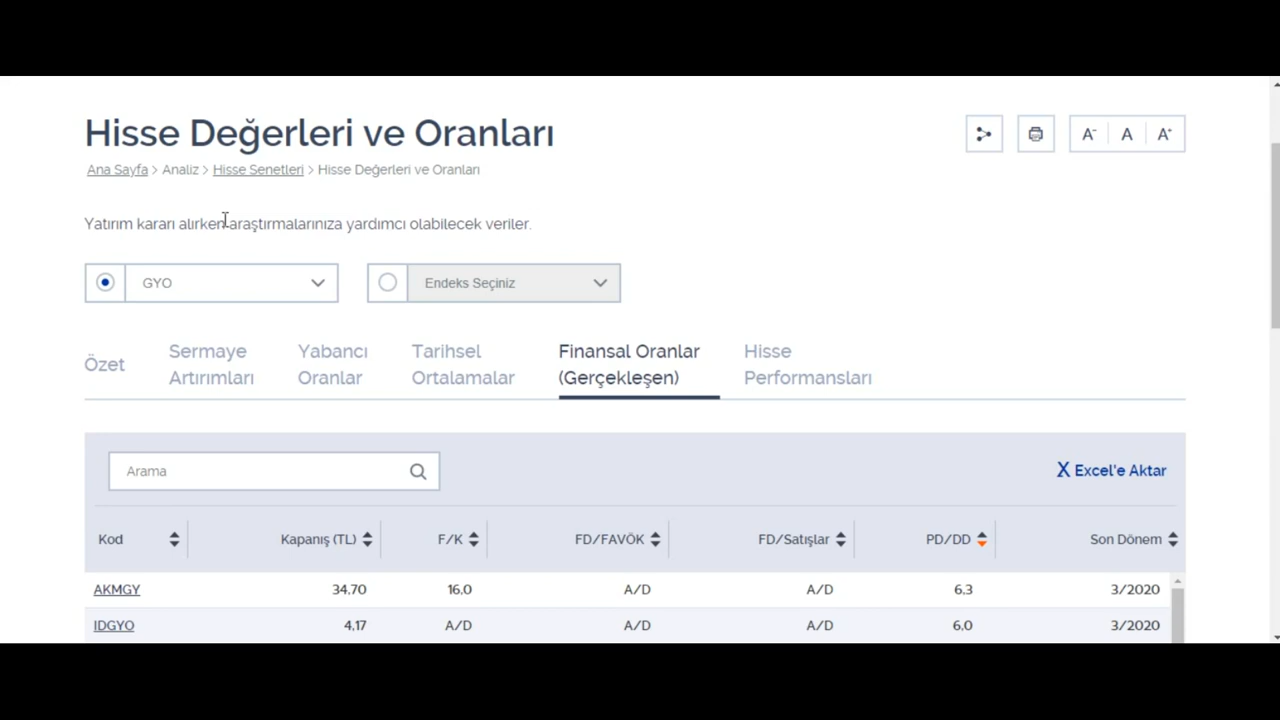 Hisse Değerleri ve Oranları
A- A A+
Ana Sayfa > Analiz > Hisse Senetleri > Hisse Değerleri ve Oranları
Yatırım kararı alırken araştırmalarınıza yardımcı olabilecek veriler.
GYO Endeks Seçiniz
Özet
Sermaye
Artırımları
Yabancı
Oranlar
Tarihsel
Ortalamalar
Finansal Oranlar
(Gerçekleşen)
Hisse
Performansları
Arama
X Excel'e Aktar
Kod Kapanış (TL) F/K FD/FAVÖK FD/Satışlar PD/DD Son Dönem
AKMGY 34.70 16.0 A/D A/D 6.3 3/2020
IDGYO 4.17 A/D A/D A/D 6.0 3/2020